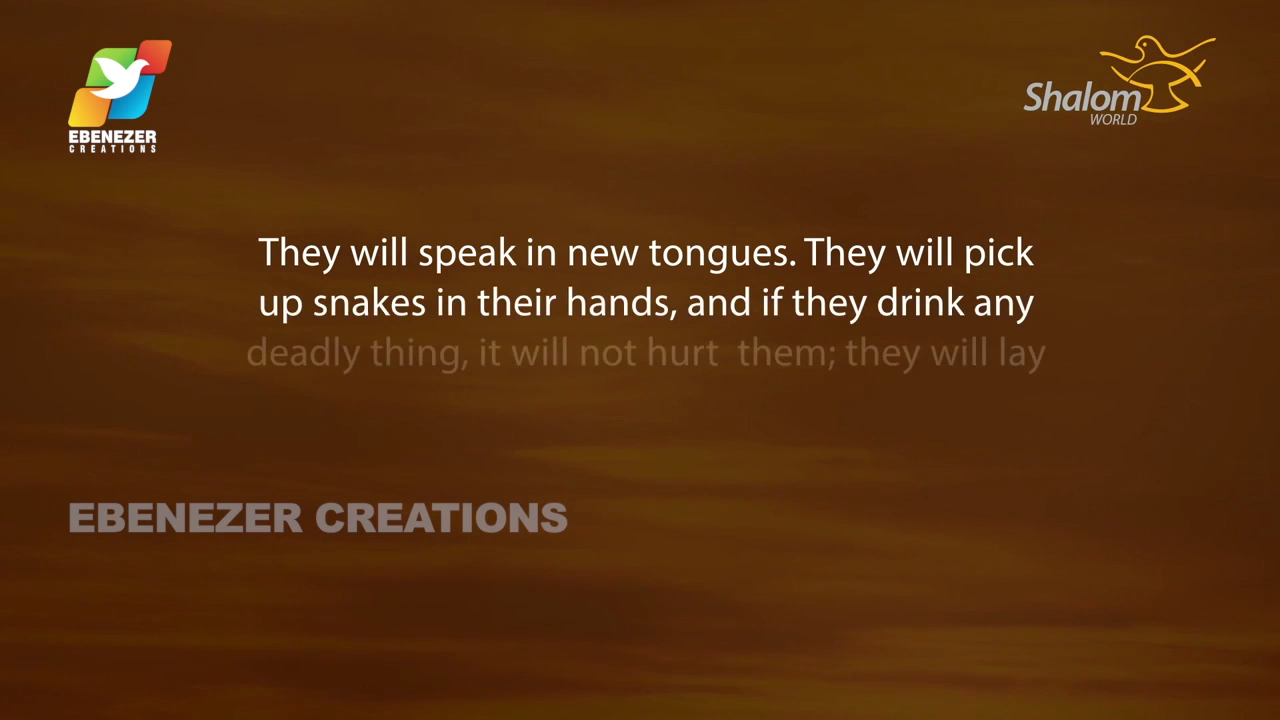 EBENEZER
CREATIONS
Shalom
WORLD
They will speak in new tongues. They will pick
up snakes in their hands, and if they drink any
deadly thing, it will not hurt them; they will lay
EBENEZER CREATIONS